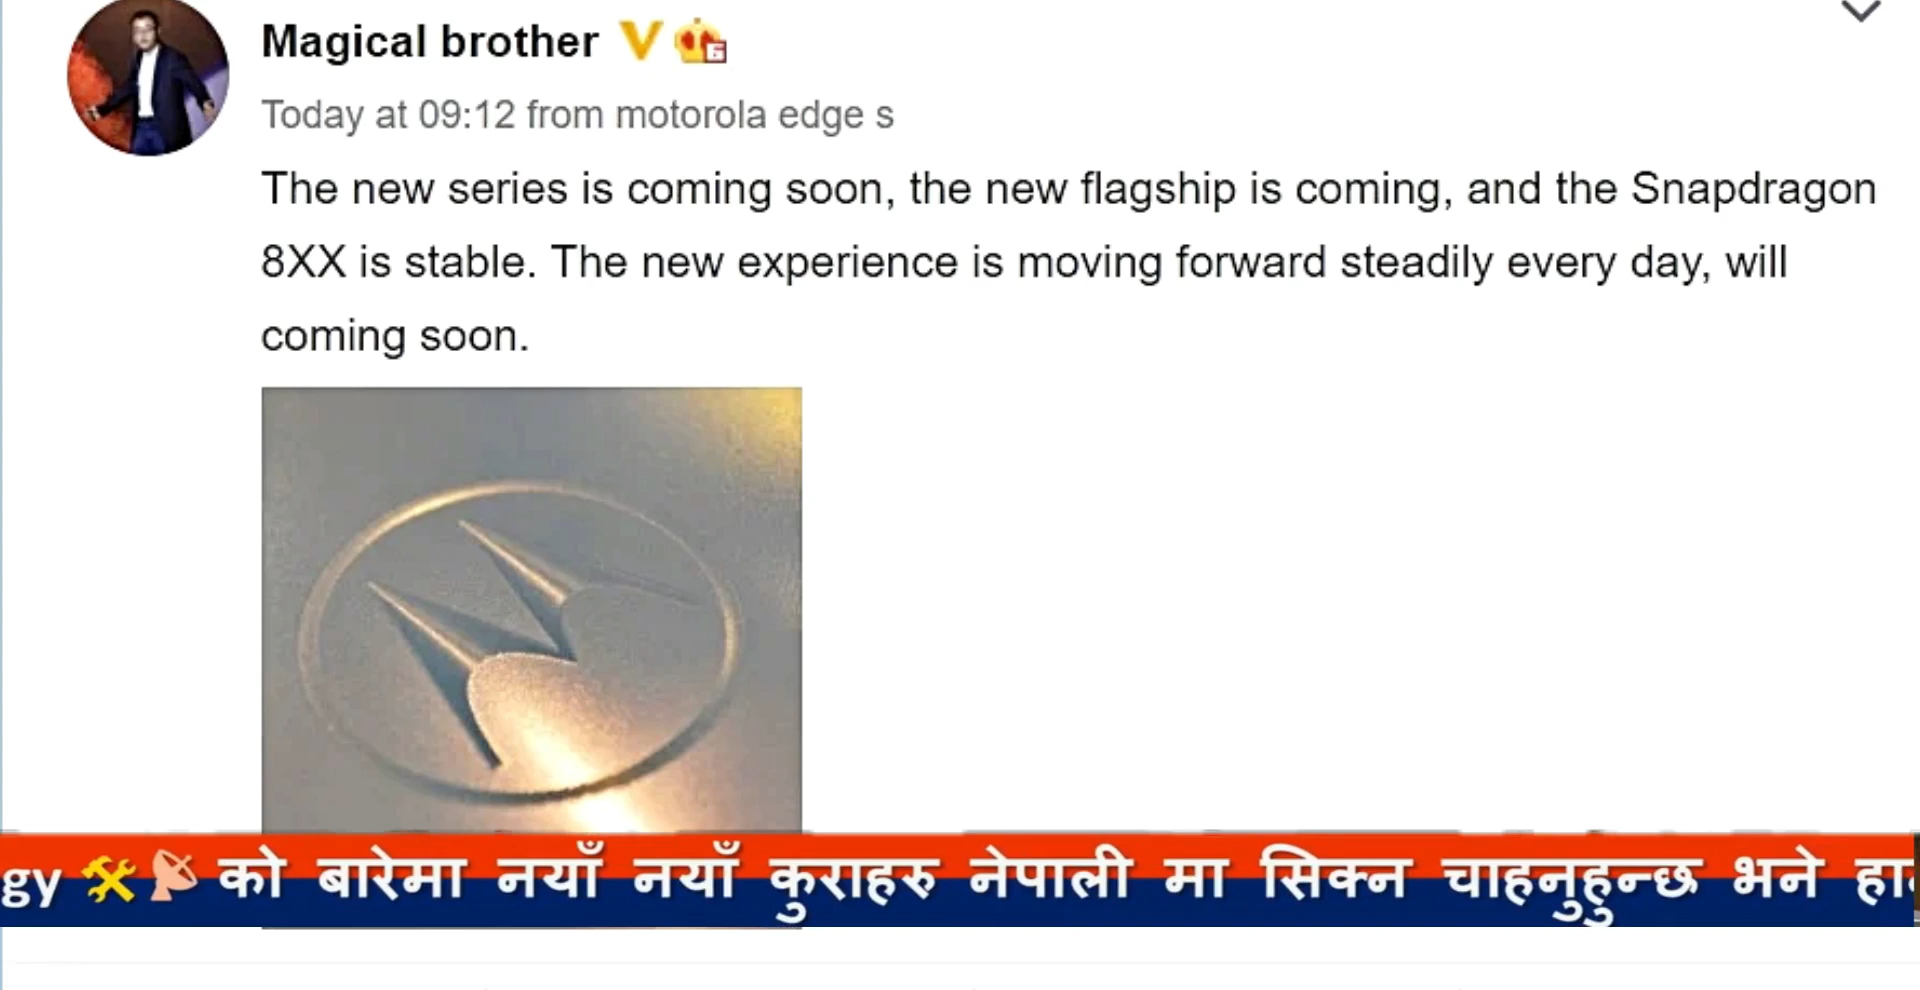 Magical brother
Today at 09:12 from motorola edge s
The new series is coming soon, the new flagship is coming, and the Snapdragon
8XX is stable. The new experience is moving forward steadily every day, will
coming soon.
gy 🛠️📡 को बारेमा नयाँ नयाँ कुराहरु नेपाली मा सिक्न चाहनुहुन्छ भने